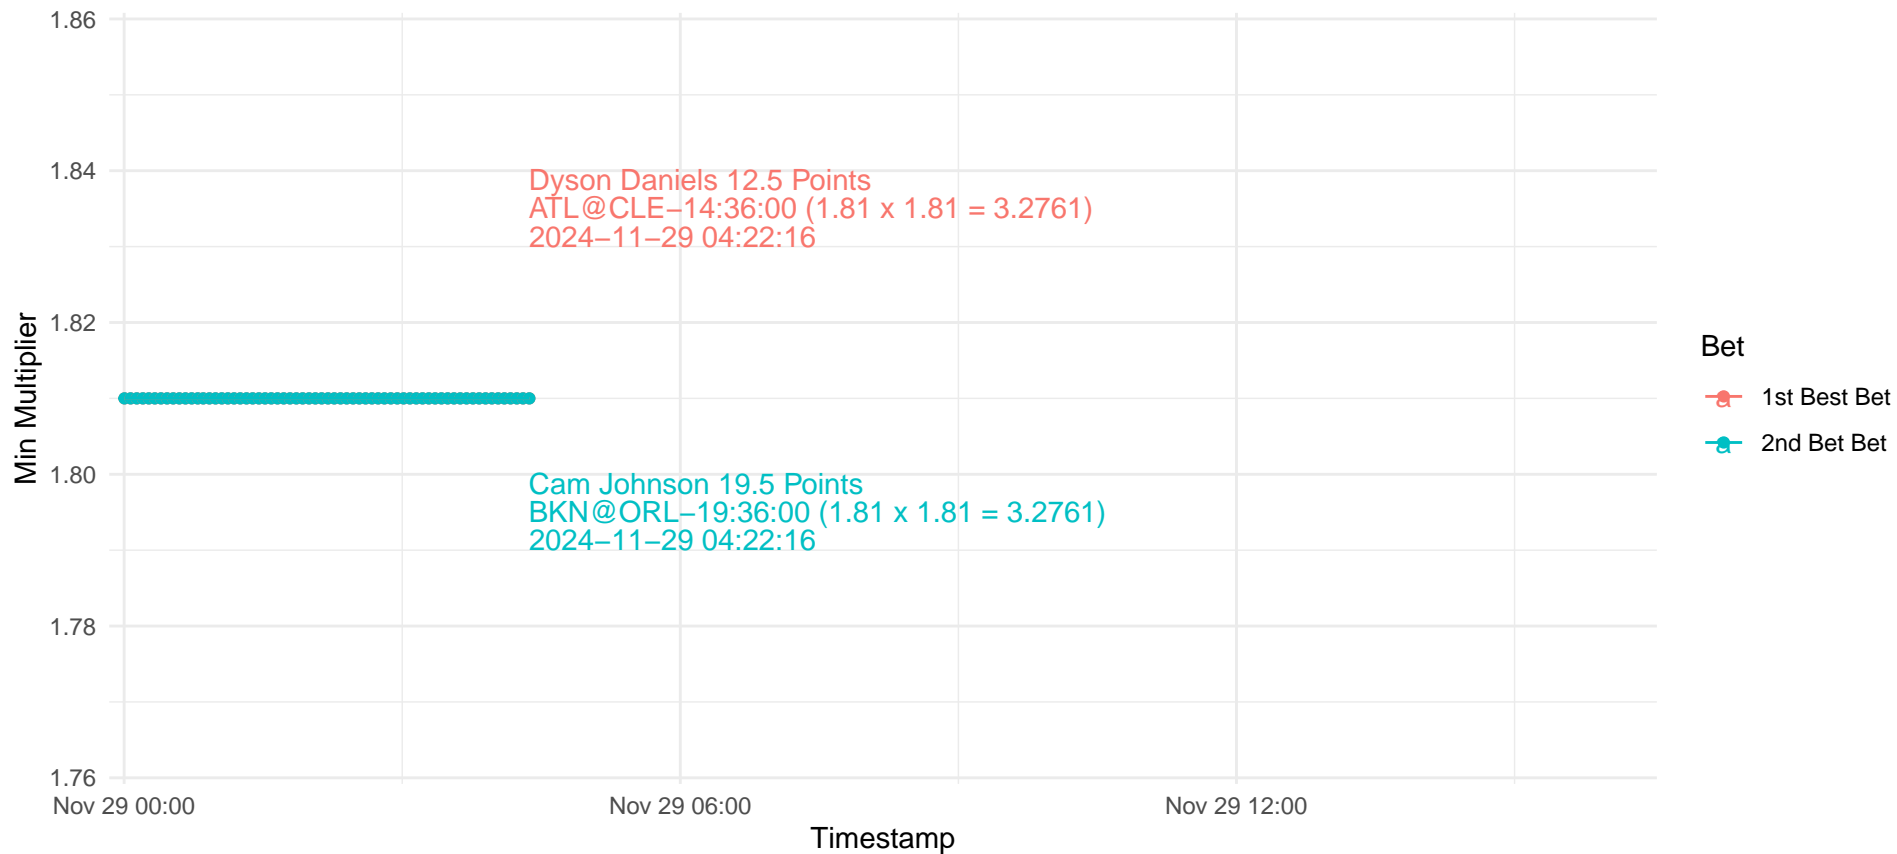 1.86
1.84
1.82
1.80
1.78
1.76
Min Multiplier
Dyson Daniels 12.5 Points
ATL@CLE−14:36:00 (1.81 x 1.81 = 3.2761)
2024−11−29 04:22:16
Cam Johnson 19.5 Points
BKN@ORL−19:36:00 (1.81 x 1.81 = 3.2761)
2024−11−29 04:22:16
Nov 29 00:00
Nov 29 06:00
Nov 29 12:00
Timestamp
Bet
a 1st Best Bet
a 2nd Bet Bet